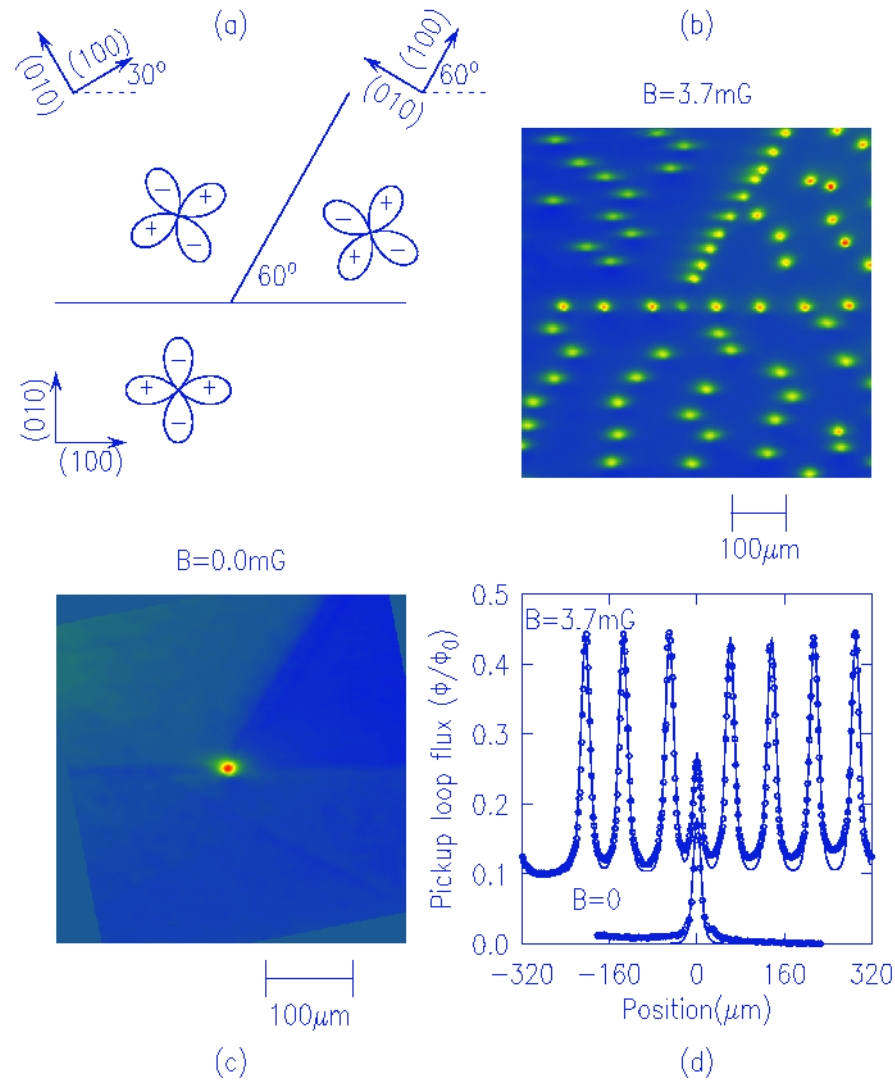 (a)
(010)
(100)
30°
(100)
(010)
60°
− + + −
− + + −
60°
− + + −
(010)
(100)
(b)
B=3.7mG
100μm
B=0.0mG
100μm
(c)
0.5
B=3.7mG
0.4
0.3
0.2
0.1
B=0
0.0
−320 −160 0 160 320
Pickup loop flux (ϕ/ϕ₀)
Position(μm)
(d)